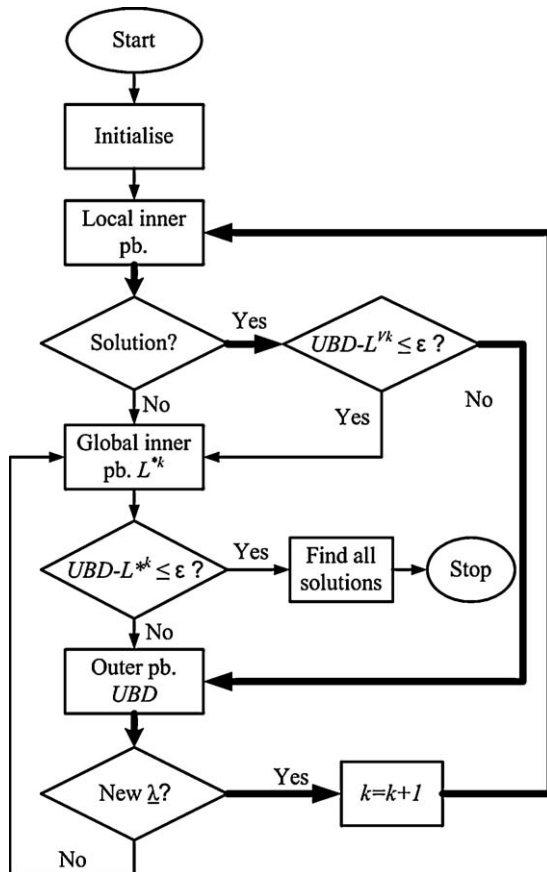 Start
Initialise
Local inner
pb.
Solution?
Yes
UBD-L^{Vk} ≤ ε ?
No
No
Yes
Global inner
pb. L^{*k}
UBD-L*^{k} ≤ ε ?
Yes
Find all
solutions
Stop
No
Outer pb.
UBD
New λ?
Yes
k=k+1
No